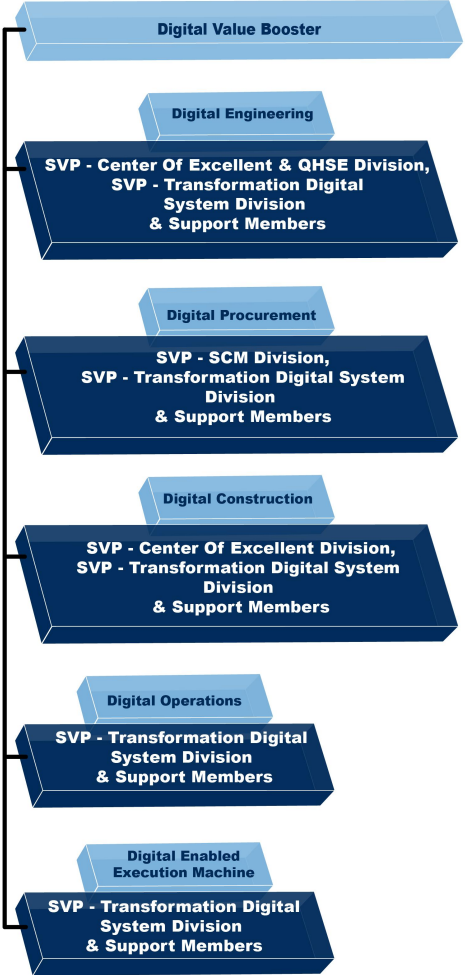 Digital Value Booster
Digital Engineering
SVP - Center Of Excellent & QHSE Division,
SVP - Transformation Digital
System Division
& Support Members
Digital Procurement
SVP - SCM Division,
SVP - Transformation Digital System
Division
& Support Members
Digital Construction
SVP - Center Of Excellent Division,
SVP - Transformation Digital System
Division
& Support Members
Digital Operations
SVP - Transformation Digital
System Division
& Support Members
Digital Enabled
Execution Machine
SVP - Transformation Digital
System Division
& Support Members